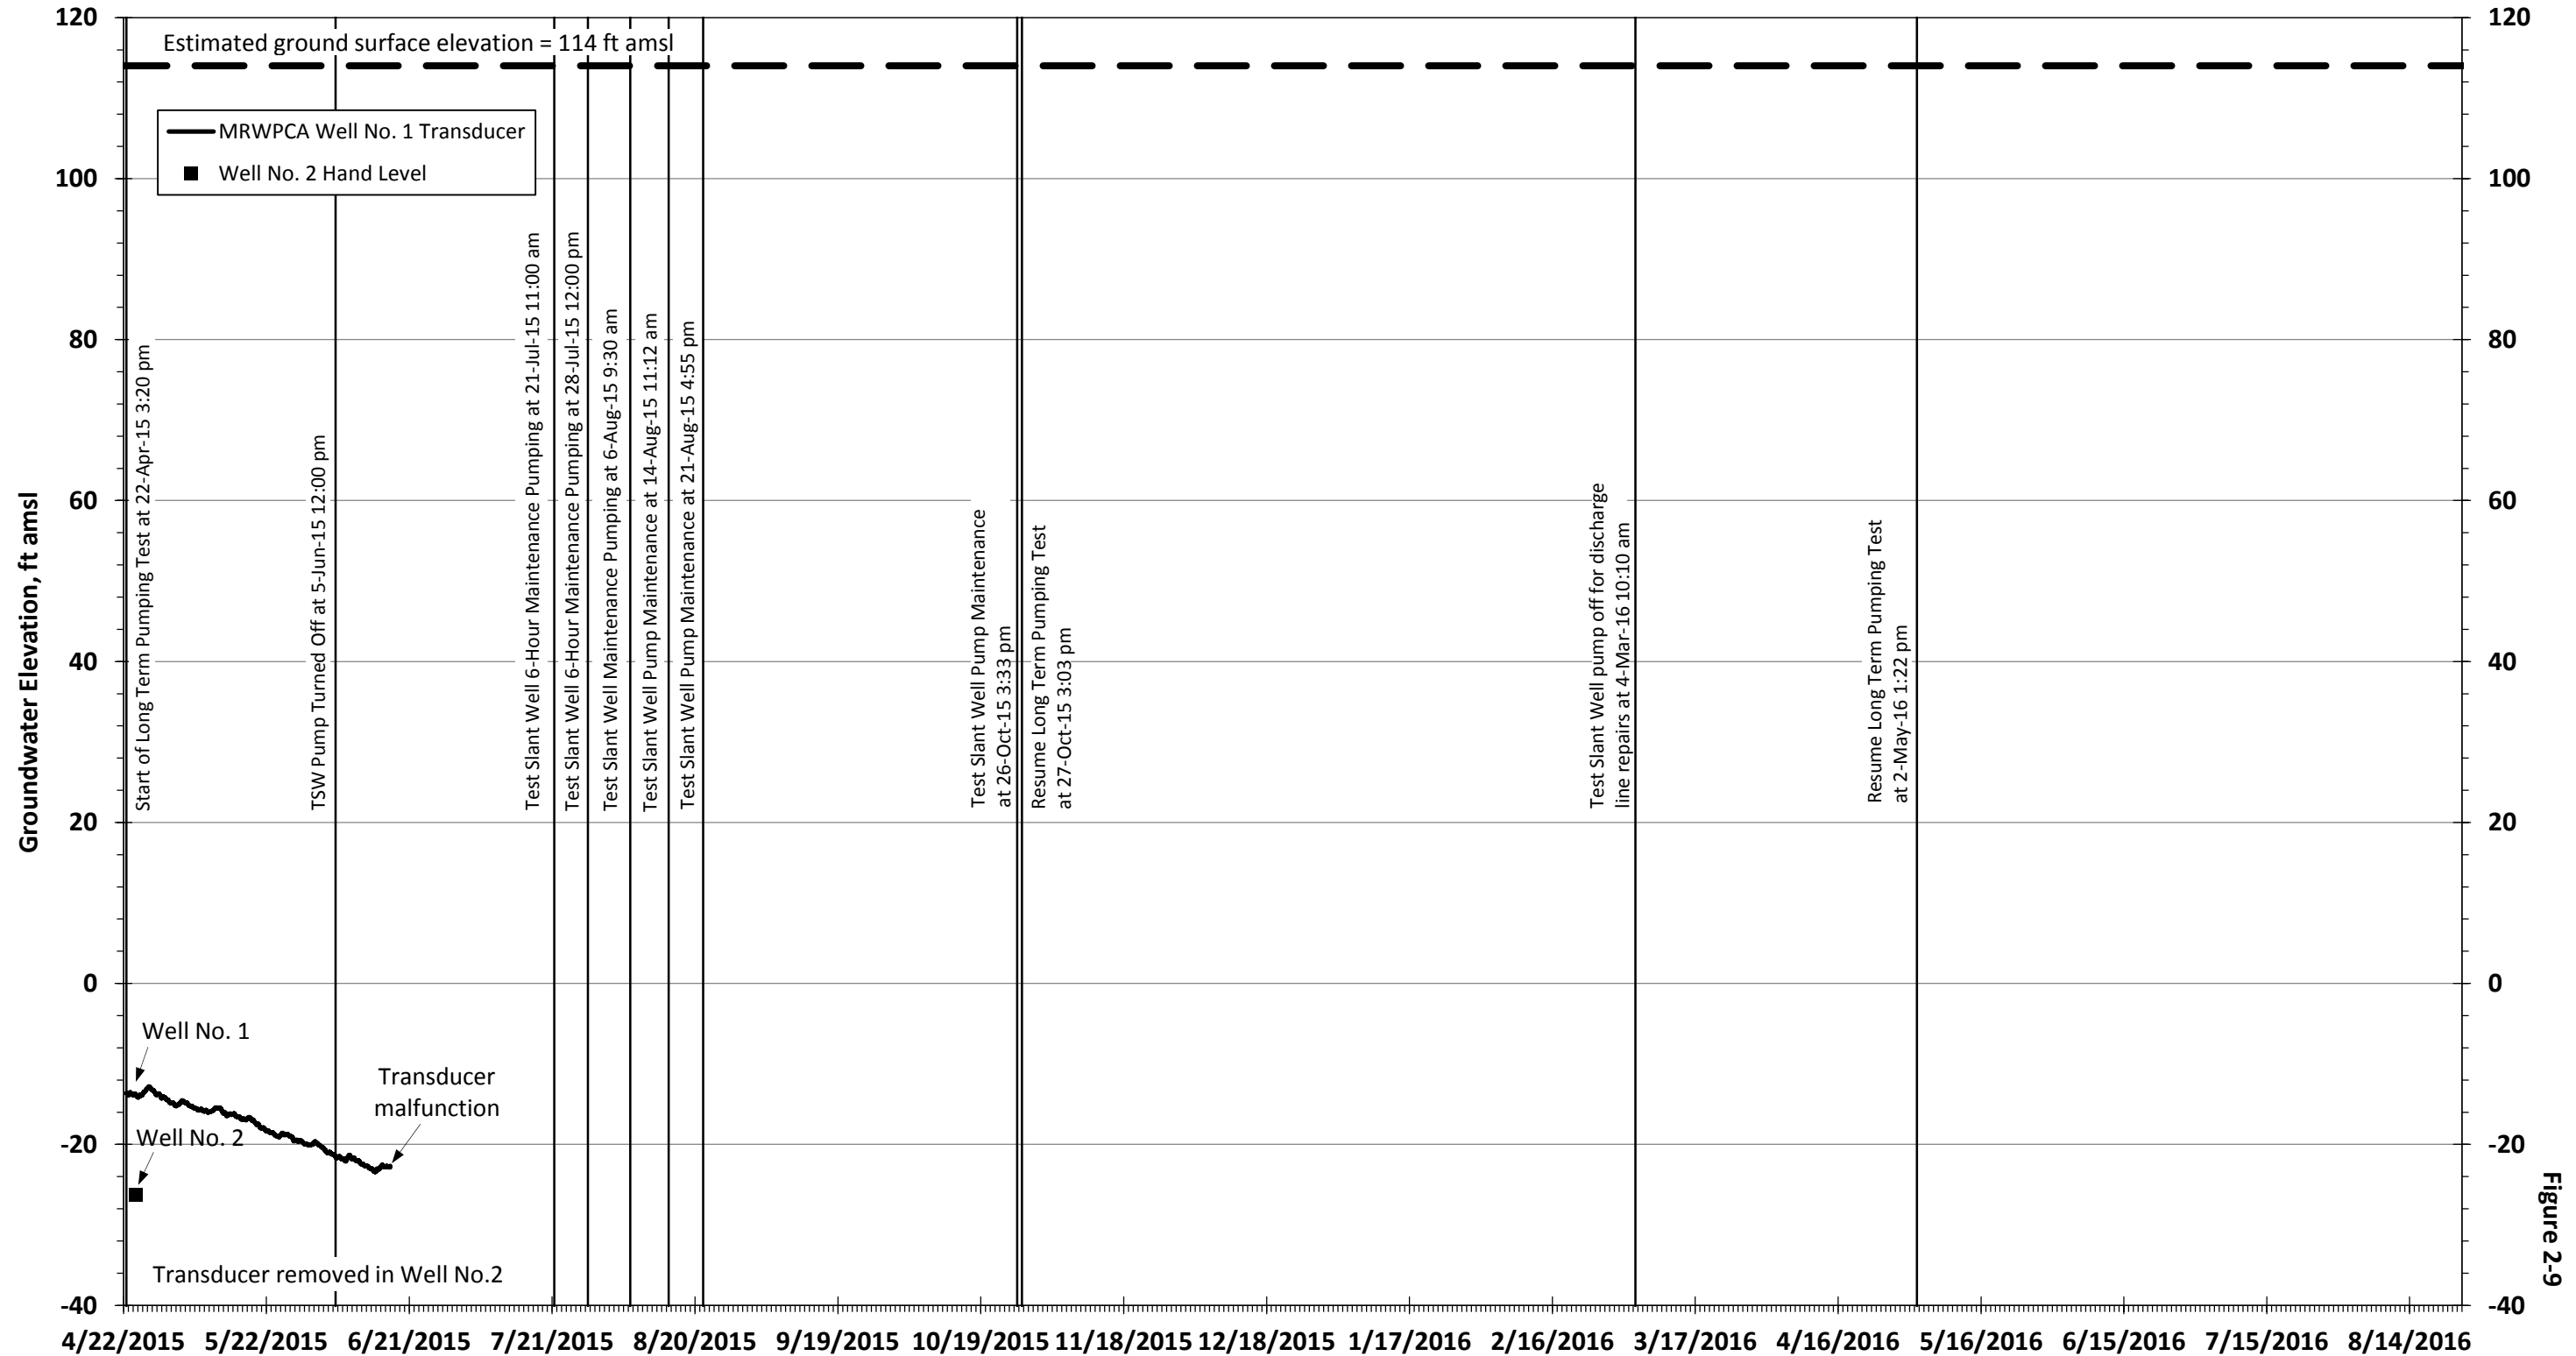 120
100
80
60
40
20
0
-20
-40
Groundwater Elevation, ft amsl
Estimated ground surface elevation = 114 ft amsl
MRWPCA Well No. 1 Transducer
Well No. 2 Hand Level
Start of Long Term Pumping Test at 22-Apr-15 3:20 pm
TSW Pump Turned Off at 5-Jun-15 12:00 pm
Test Slant Well 6-Hour Maintenance Pumping at 21-Jul-15 11:00 am
Test Slant Well 6-Hour Maintenance Pumping at 28-Jul-15 12:00 pm
Test Slant Well Maintenance Pumping at 6-Aug-15 9:30 am
Test Slant Well Pump Maintenance at 14-Aug-15 11:12 am
Test Slant Well Pump Maintenance at 21-Aug-15 4:55 pm
Test Slant Well Pump Maintenance
at 26-Oct-15 3:33 pm
Resume Long Term Pumping Test
at 27-Oct-15 3:03 pm
Test Slant Well pump off for discharge
line repairs at 4-Mar-16 10:10 am
Resume Long Term Pumping Test
at 2-May-16 1:22 pm
Well No. 1
Transducer
malfunction
Well No. 2
Transducer removed in Well No.2
120
100
80
60
40
20
0
-20
-40
Figure 2-9
4/22/2015 5/22/2015 6/21/2015 7/21/2015 8/20/2015 9/19/2015 10/19/2015 11/18/2015 12/18/2015 1/17/2016 2/16/2016 3/17/2016 4/16/2016 5/16/2016 6/15/2016 7/15/2016 8/14/2016